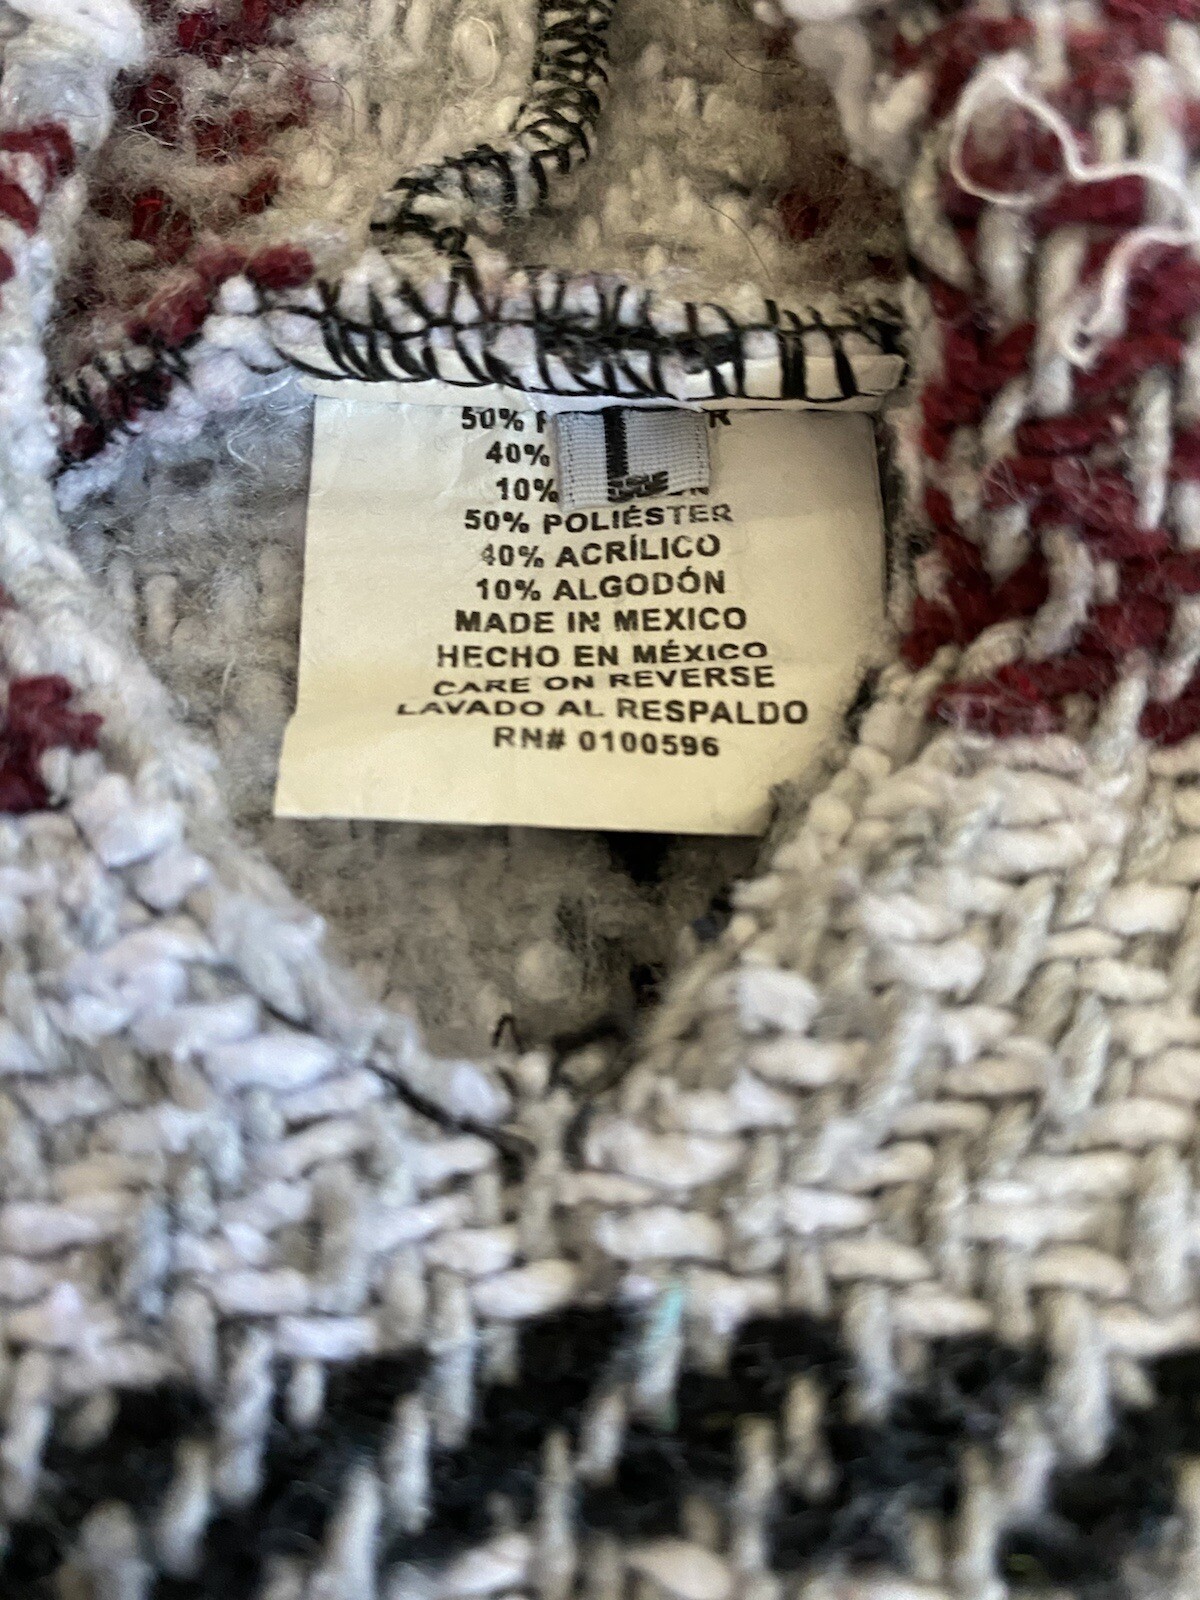 50%
L
40%
10%
50% POLIÉSTER
40% ACRÍLICO
10% ALGODÓN
MADE IN MEXICO
HECHO EN MÉXICO
CARE ON REVERSE
LAVADO AL RESPALDO
RN# 0100596